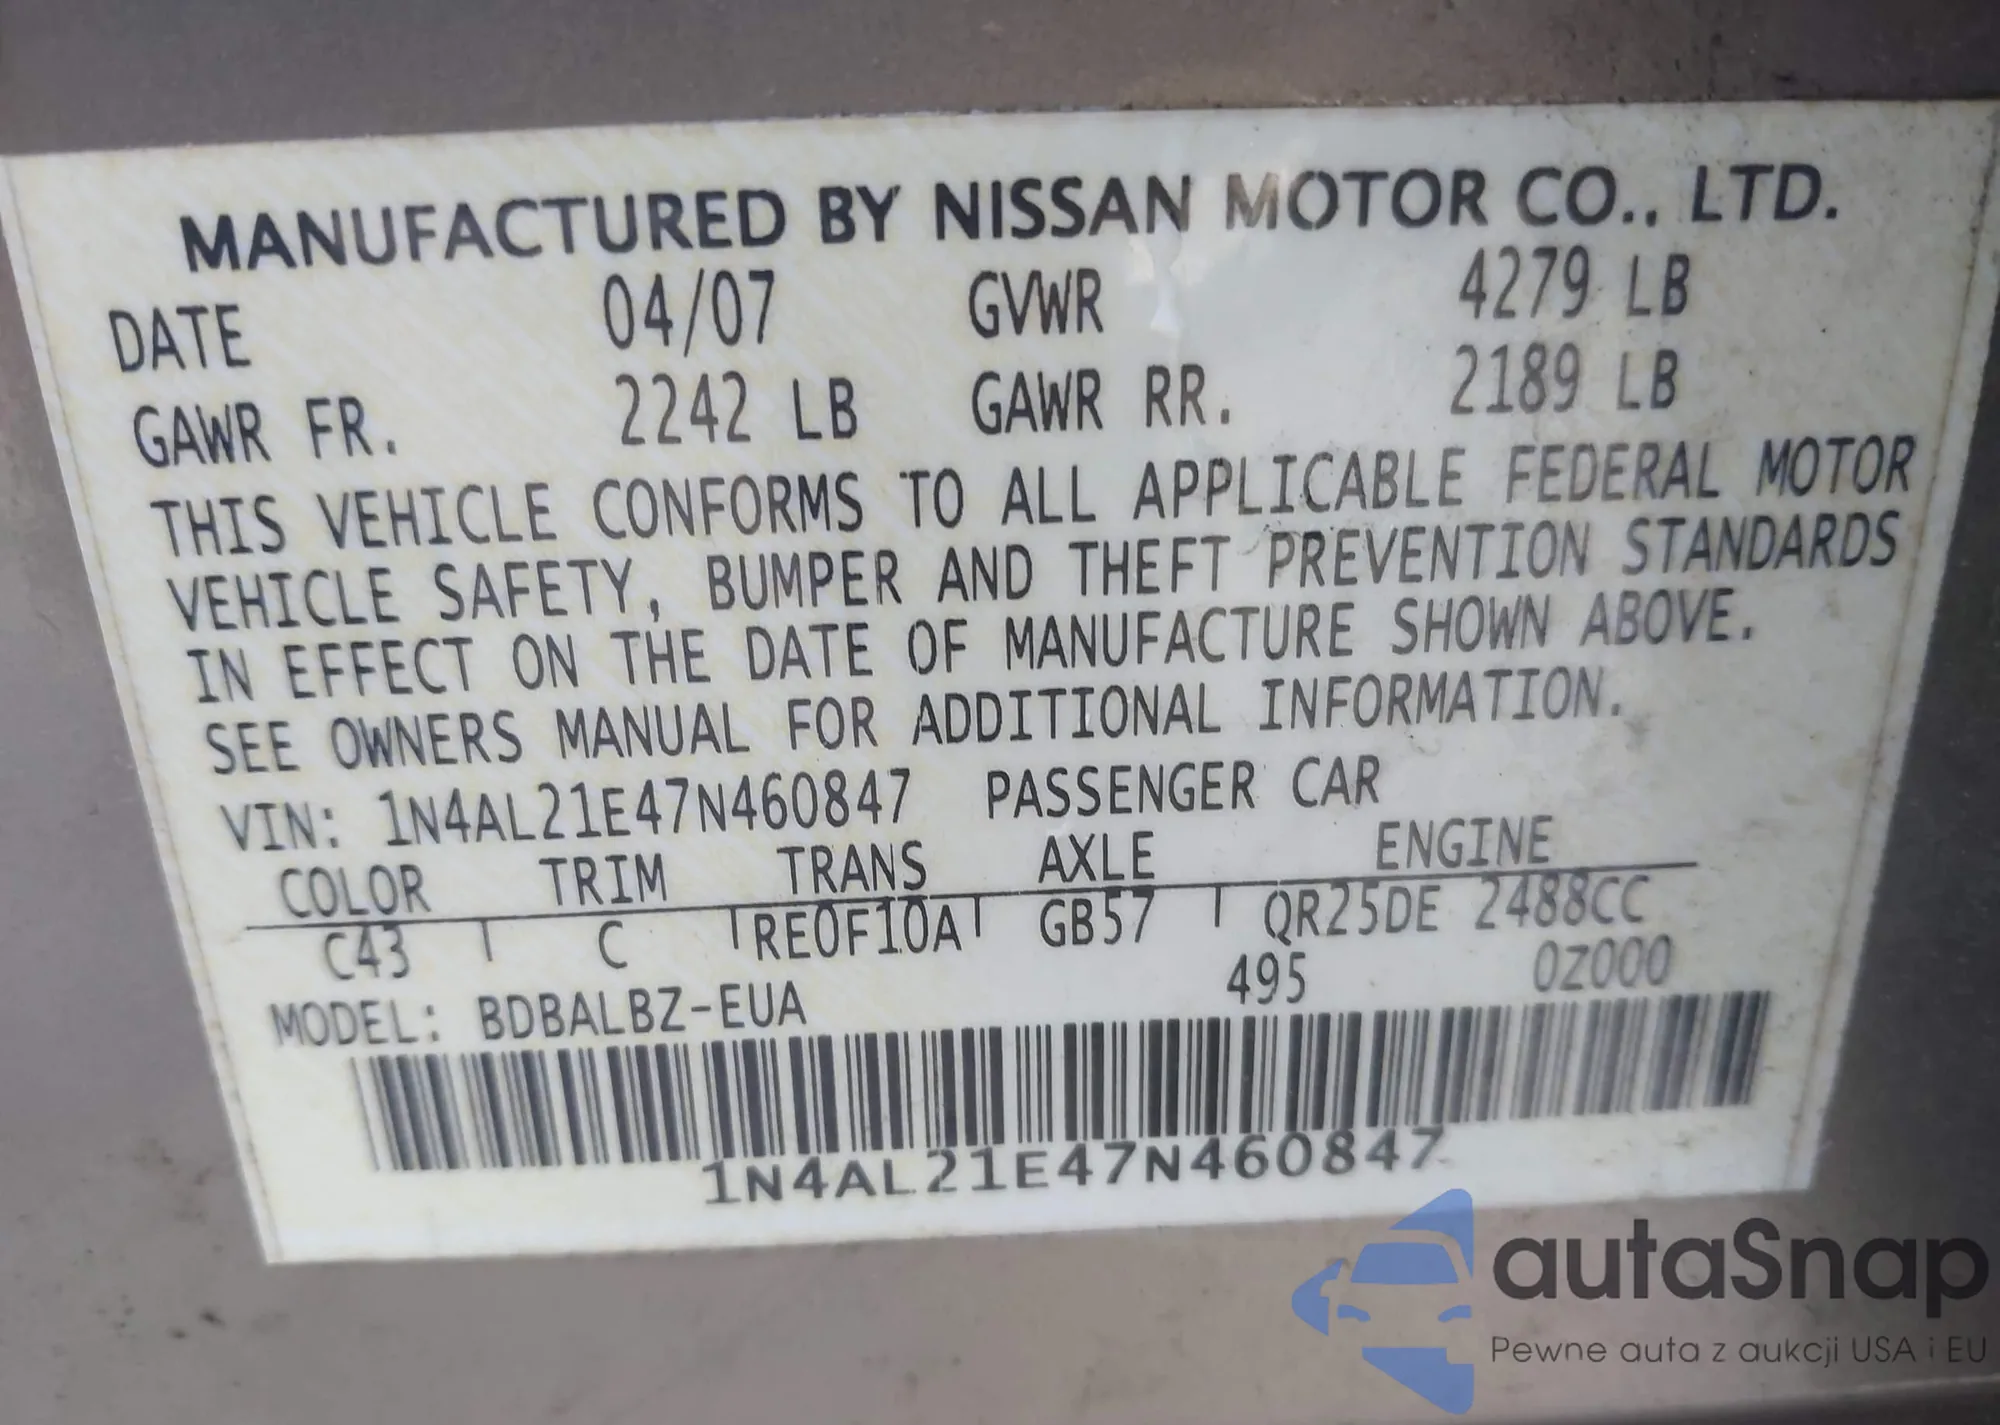 MANUFACTURED BY NISSAN MOTOR CO., LTD.
DATE 04/07 GVWR 4279 LB
GAWR FR. 2242 LB GAWR RR. 2189 LB
THIS VEHICLE CONFORMS TO ALL APPLICABLE FEDERAL MOTOR
VEHICLE SAFETY, BUMPER AND THEFT PREVENTION STANDARDS
IN EFFECT ON THE DATE OF MANUFACTURE SHOWN ABOVE.
SEE OWNERS MANUAL FOR ADDITIONAL INFORMATION.
VIN: 1N4AL21E47N460847 PASSENGER CAR
COLOR TRIM TRANS AXLE ENGINE
C43 C RE0F10A GB57 QR25DE 2488CC
495 0Z000
MODEL: BDBALBZ-EUA
1N4AL21E47N460847
autaSnap
Pewne auta z aukcji USA i EU